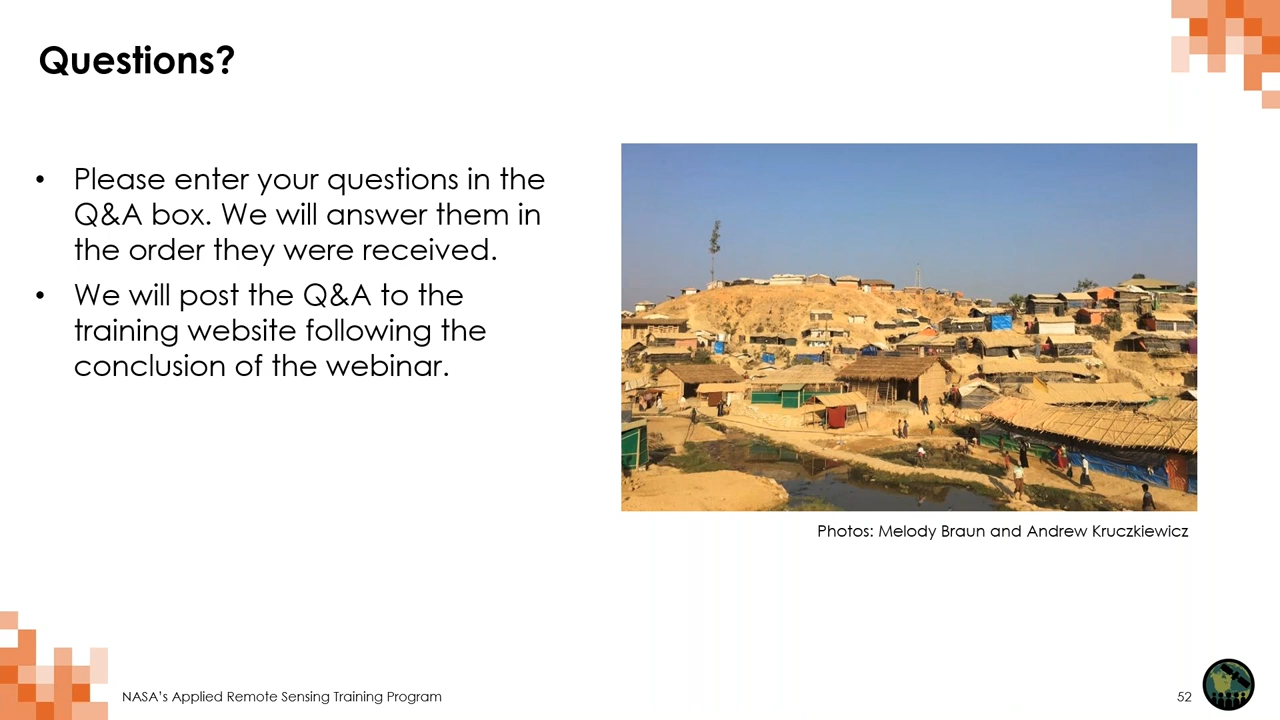 Questions?
• Please enter your questions in the
Q&A box. We will answer them in
the order they were received.
• We will post the Q&A to the
training website following the
conclusion of the webinar.
Photos: Melody Braun and Andrew Kruczkiewicz
NASA's Applied Remote Sensing Training Program
52